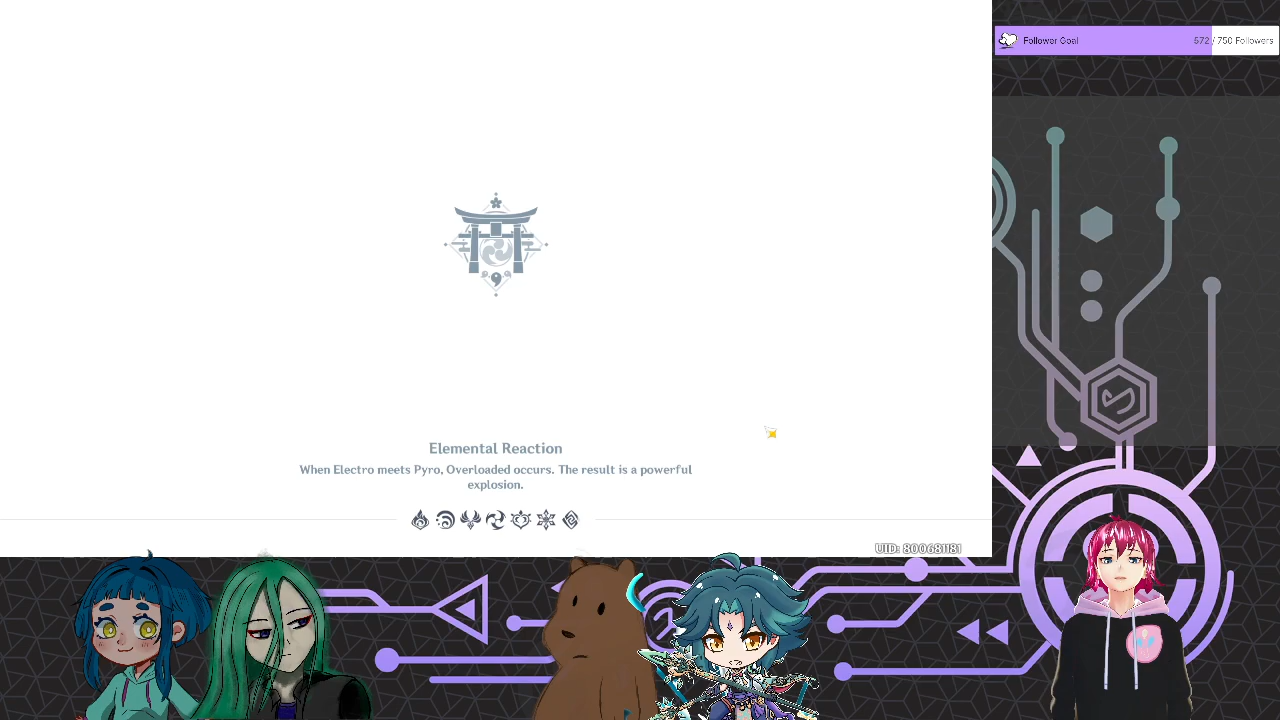 Follower Goal
572 / 750 Followers
Elemental Reaction
When Electro meets Pyro, Overloaded occurs. The result is a powerful
explosion.
UID: 800681181